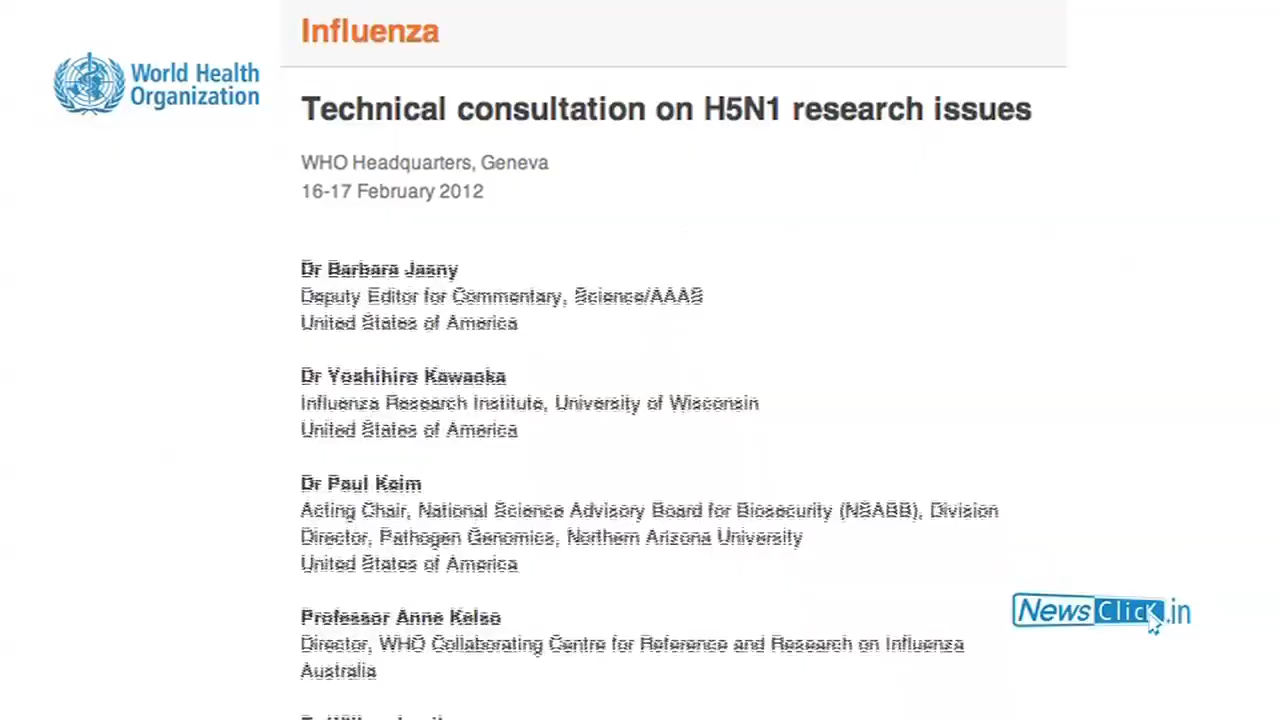 Influenza
World Health
Organization
Technical consultation on H5N1 research issues
WHO Headquarters, Geneva
16-17 February 2012
Dr Barbara Jasny
Deputy Editor for Commentary, Science/AAAS
United States of America
Dr Yoshihiro Kawaoka
Influenza Research Institute, University of Wisconsin
United States of America
Dr Paul Keim
Acting Chair, National Science Advisory Board for Biosecurity (NSABB), Division
Director, Pathogen Genomics, Northern Arizona University
United States of America
Professor Anne Kelso
Director, WHO Collaborating Centre for Reference and Research on Influenza
Australia
NewsClick.in